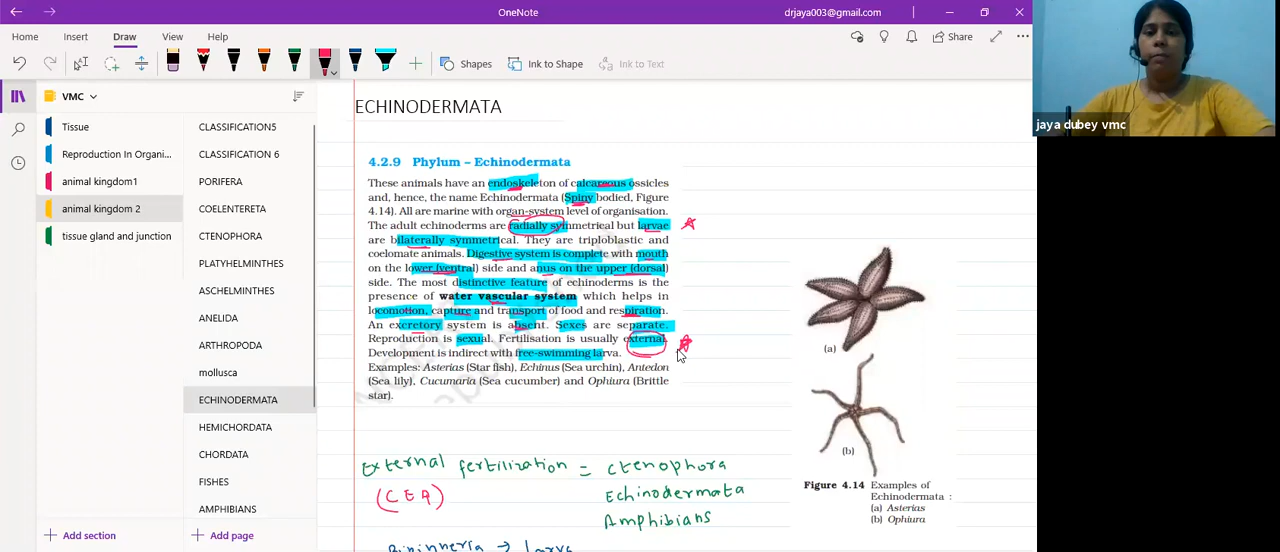 OneNote
drjaya003@gmail.com
Home
Insert
Draw
View
Help
Share
Shapes
Ink to Shape
Ink to Text
jaya dubey vmc
VMC
Tissue
Reproduction In Organi...
animal kingdom1
animal kingdom 2
tissue gland and junction
Add section
CLASSIFICATION5
CLASSIFICATION 6
PORIFERA
COELENTERETA
CTENOPHORA
PLATYHELMINTHES
ASCHELMINTHES
ANELIDA
ARTHROPODA
mollusca
ECHINODERMATA
HEMICHORDATA
CHORDATA
FISHES
AMPHIBIANS
Add page
ECHINODERMATA
4.2.9 Phylum – Echinodermata
These animals have an endoskeleton of calcareous ossicles
and, hence, the name Echinodermata (Spiny bodied, Figure
4.14). All are marine with organ-system level of organisation.
The adult echinoderms are radially symmetrical but larvae
are bilaterally symmetrical. They are triploblastic and
coelomate animals. Digestive system is complete with mouth
on the lower (ventral) side and anus on the upper (dorsal)
side. The most distinctive feature of echinoderms is the
presence of water vascular system which helps in
locomotion, capture and transport of food and respiration.
An excretory system is absent. Sexes are separate.
Reproduction is sexual. Fertilisation is usually external.
Development is indirect with free-swimming larva.
Examples: Asterias (Star fish), Echinus (Sea urchin), Antedon
(Sea lily), Cucumaria (Sea cucumber) and Ophiura (Brittle
star).
External fertilization = Ctenophora
(CEA)
Echinodermata
Amphibians
(a)
(b)
Figure 4.14 Examples of
Echinodermata :
(a) Asterias
(b) Ophiura